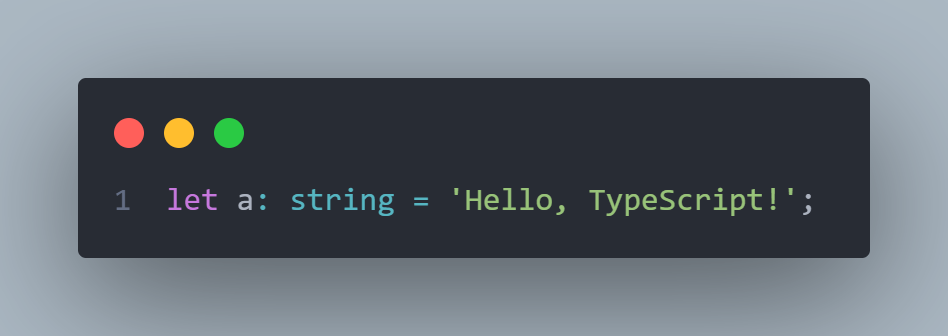 1 let a: string = 'Hello, TypeScript!';